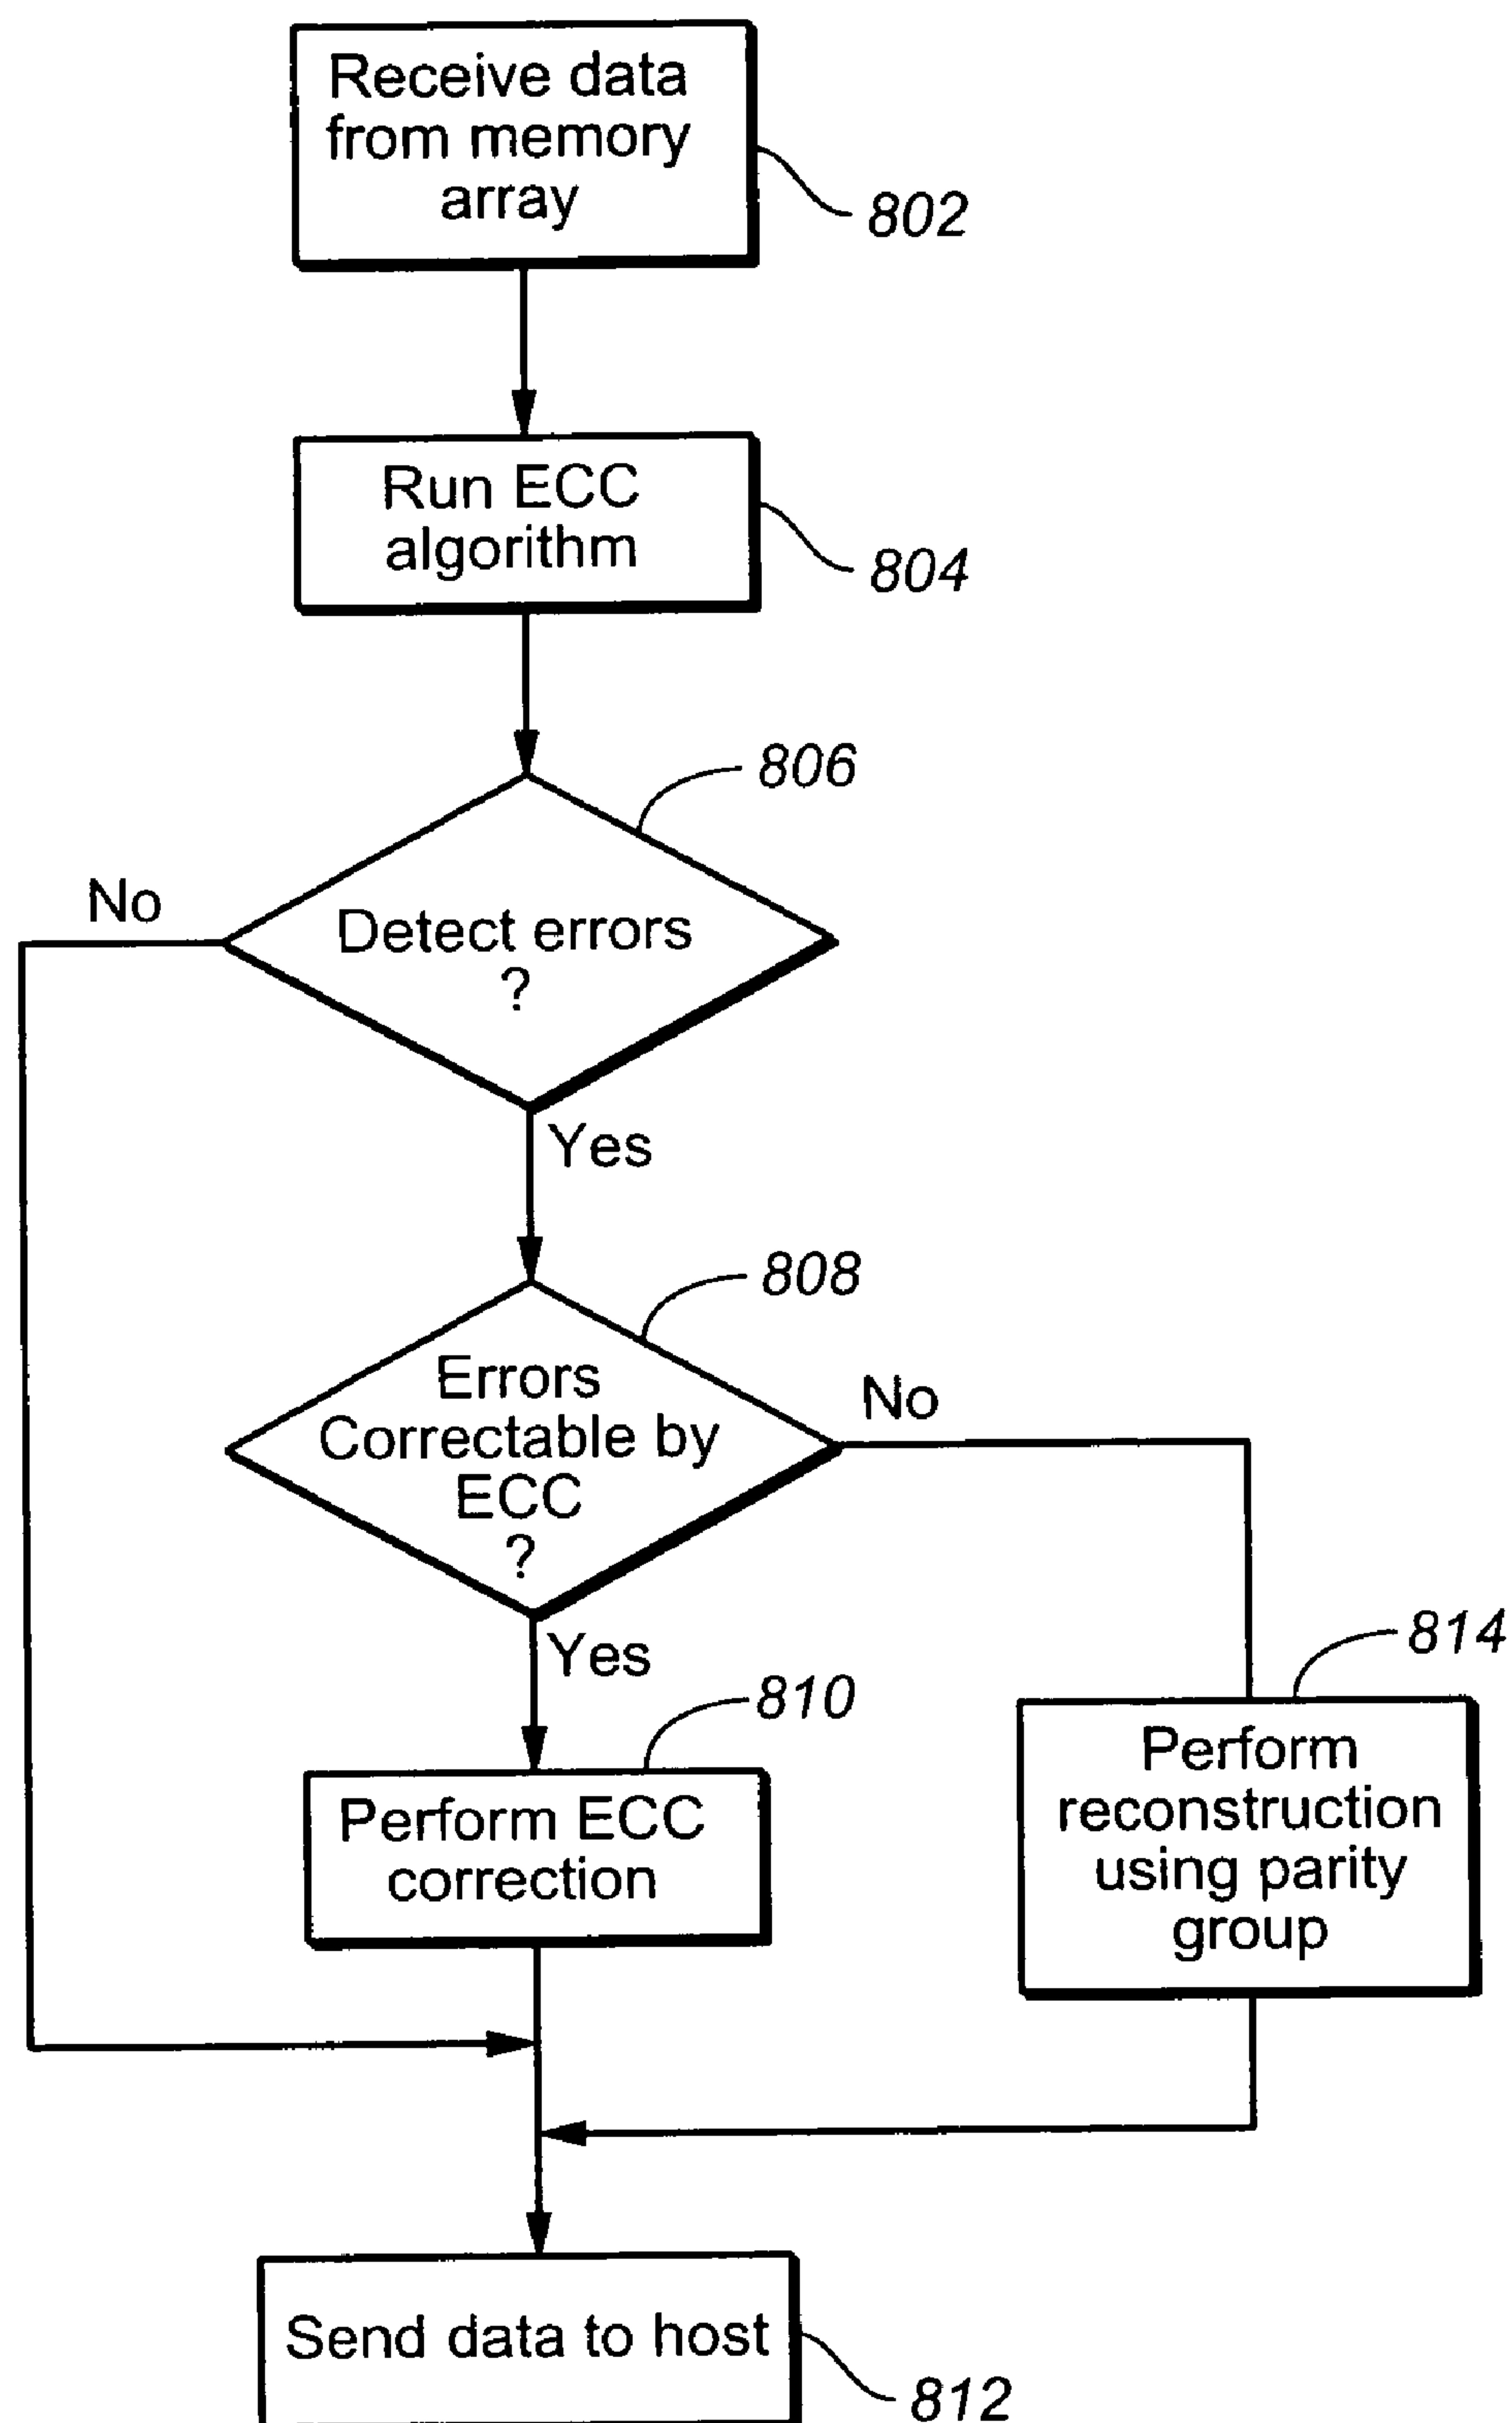 Receive data
from memory
array
802
Run ECC
algorithm
804
806
No
Detect errors
?
Yes
808
Errors
Correctable by
ECC
?
No
Yes
810
814
Perform ECC
correction
Perform
reconstruction
using parity
group
Send data to host
812